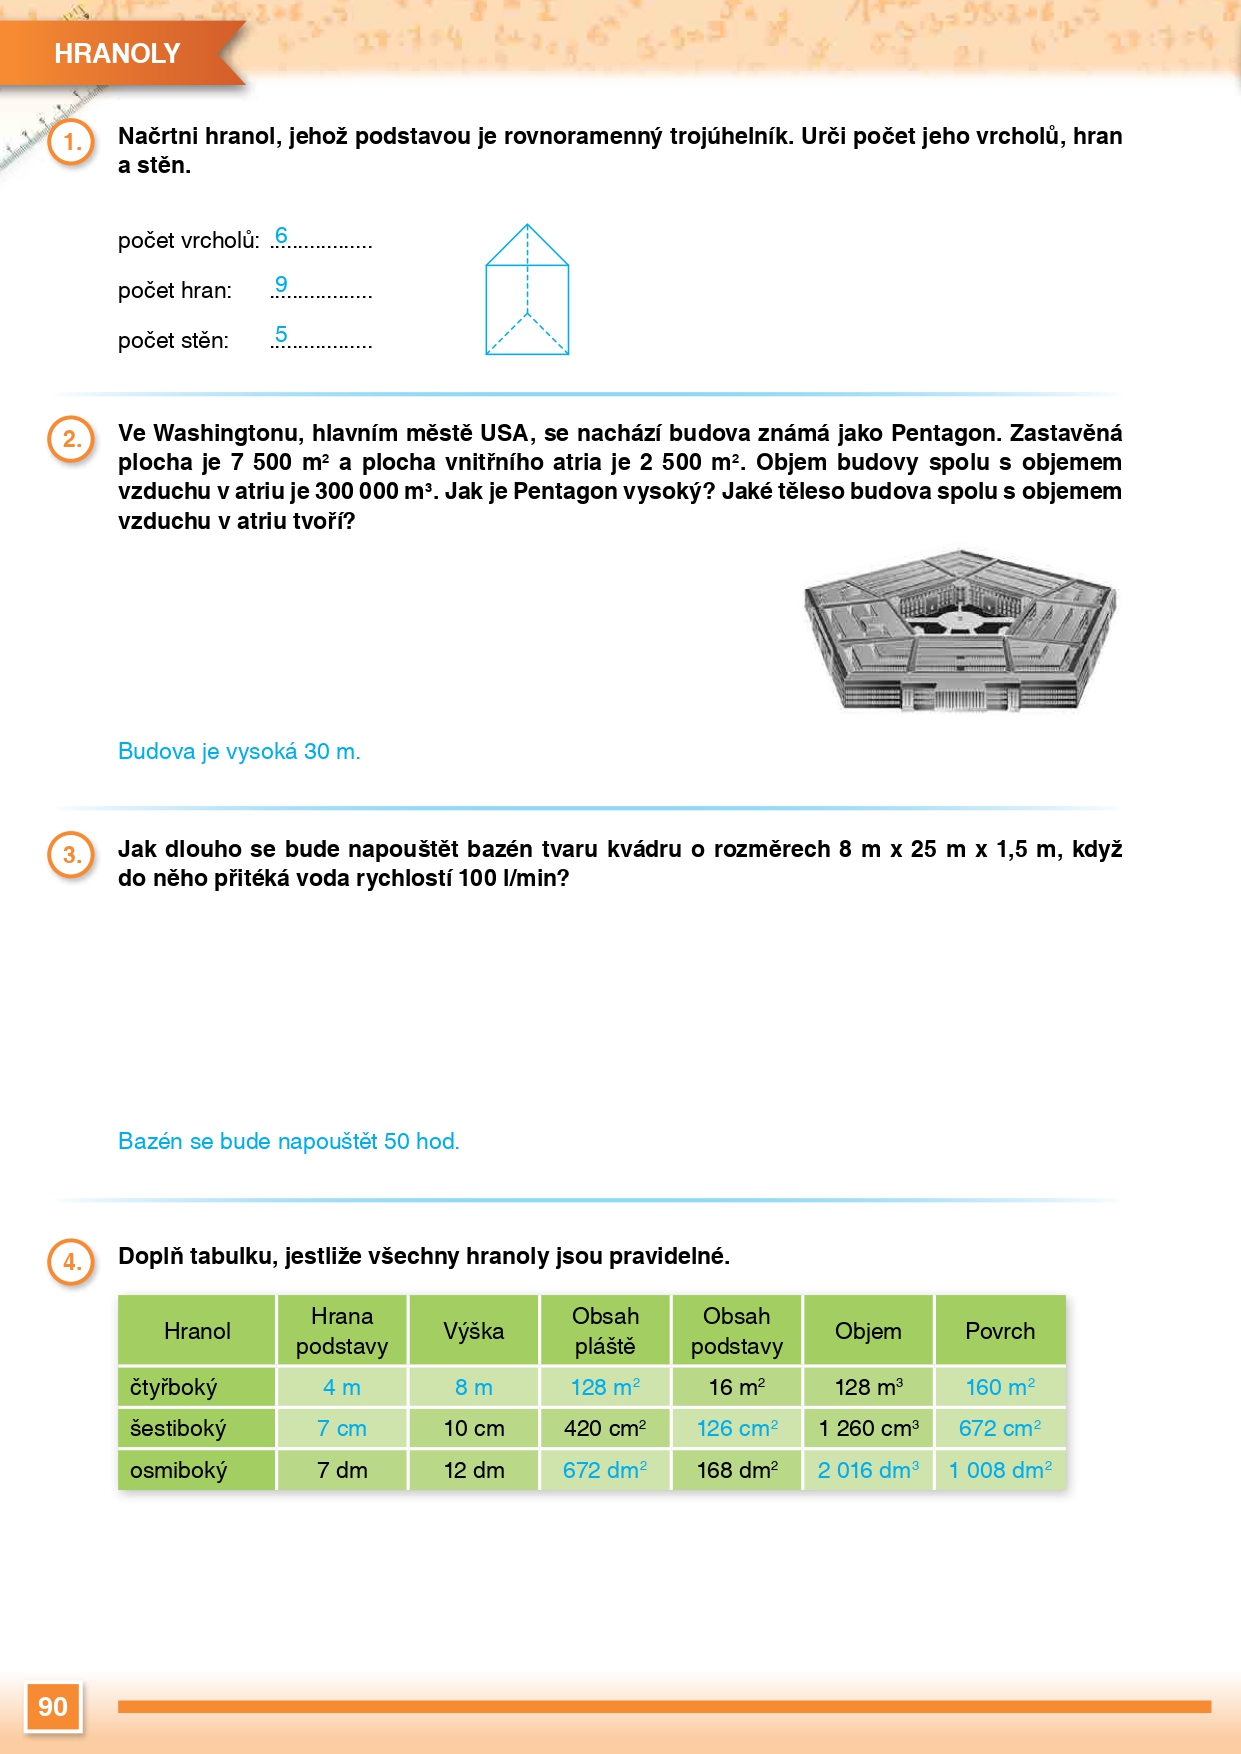 HRANOLY
1. Načrtni hranol, jehož podstavou je rovnoramenný trojúhelník. Urči počet jeho vrcholů, hran
a stěn.
počet vrcholů: 6..................
počet hran: 9..................
počet stěn: 5..................
2. Ve Washingtonu, hlavním městě USA, se nachází budova známá jako Pentagon. Zastavěná
plocha je 7 500 m² a plocha vnitřního atria je 2 500 m². Objem budovy spolu s objemem
vzduchu v atriu je 300 000 m³. Jak je Pentagon vysoký? Jaké těleso budova spolu s objemem
vzduchu v atriu tvoří?
Budova je vysoká 30 m.
3. Jak dlouho se bude napouštět bazén tvaru kvádru o rozměrech 8 m x 25 m x 1,5 m, když
do něho přitéká voda rychlostí 100 l/min?
Bazén se bude napouštět 50 hod.
4. Doplň tabulku, jestliže všechny hranoly jsou pravidelné.
Hranol Hrana podstavy Výška Obsah pláště Obsah podstavy Objem Povrch
čtyřboký 4 m 8 m 128 m² 16 m² 128 m³ 160 m²
šestiboký 7 cm 10 cm 420 cm² 126 cm² 1 260 cm³ 672 cm²
osmiboký 7 dm 12 dm 672 dm² 168 dm² 2 016 dm³ 1 008 dm²
90